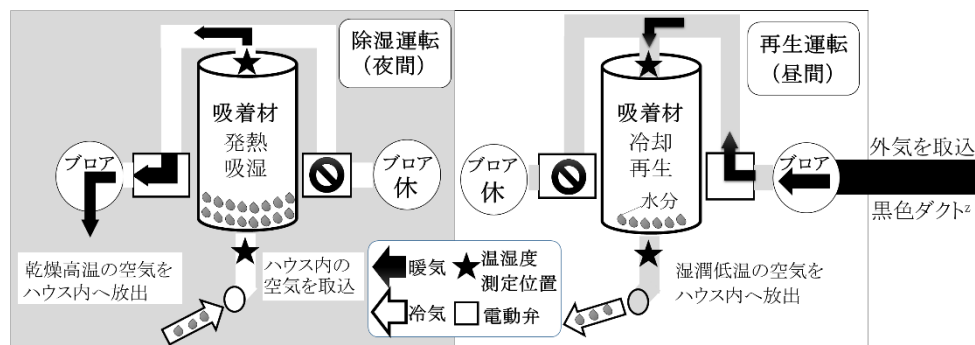 除湿運転
（夜間）
吸着材
発熱
吸湿
ブロア
ブロア
休
乾燥高温の空気を
ハウス内へ放出
ハウス内の
空気を取込
再生運転
（昼間）
吸着材
冷却
再生
水分
ブロア
休
ブロア
外気を取込
黒色ダクトz
湿潤低温の空気を
ハウス内へ放出
暖気
温湿度
測定位置
冷気
電動弁